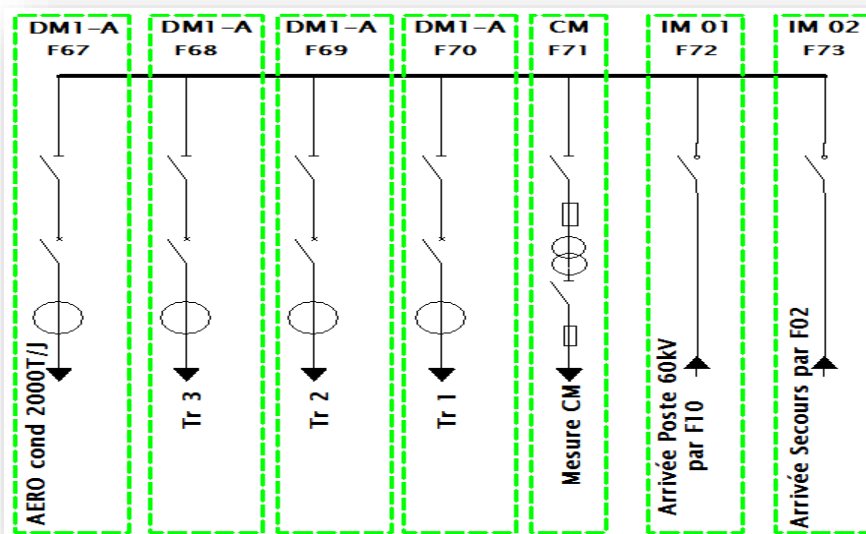 DM1-A
F67
DM1-A
F68
DM1-A
F69
DM1-A
F70
CM
F71
IM 01
F72
IM 02
F73
AERO cond 2000T/J
Tr 3
Tr 2
Tr 1
Mesure CM
Arrivée Poste 60kV
par F10
Arrivée Secours par F02